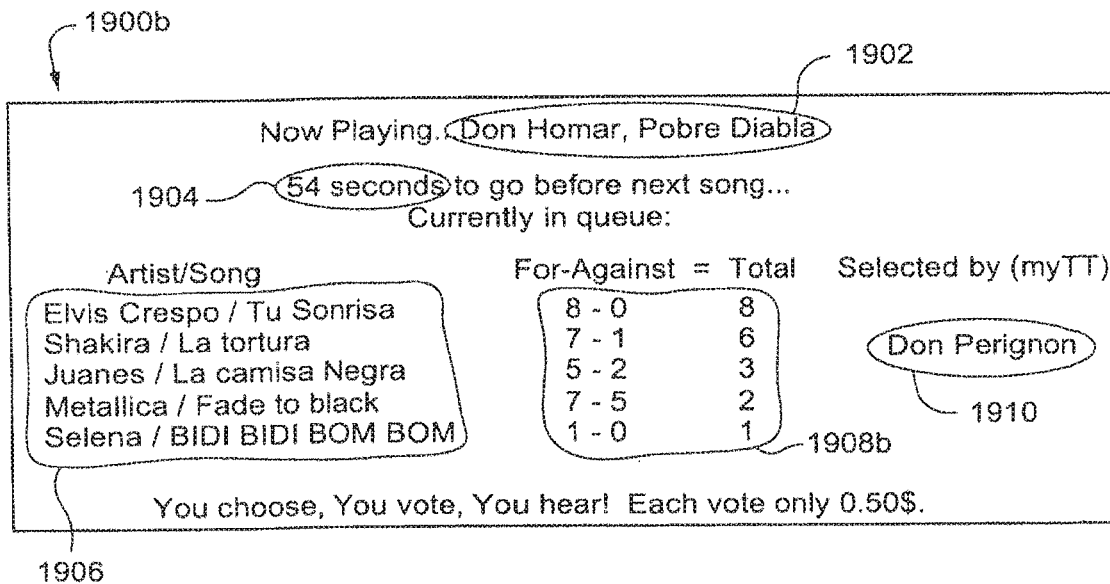 1900b
1902
Now Playing.. Don Homar, Pobre Diabla
1904 54 seconds to go before next song...
Currently in queue:
Artist/Song For-Against = Total Selected by (myTT)
Elvis Crespo / Tu Sonrisa 8 - 0 8
Shakira / La tortura 7 - 1 6
Juanes / La camisa Negra 5 - 2 3 Don Perignon
Metallica / Fade to black 7 - 5 2 1910
Selena / BIDI BIDI BOM BOM 1 - 0 1 1908b
You choose, You vote, You hear! Each vote only 0.50$.
1906